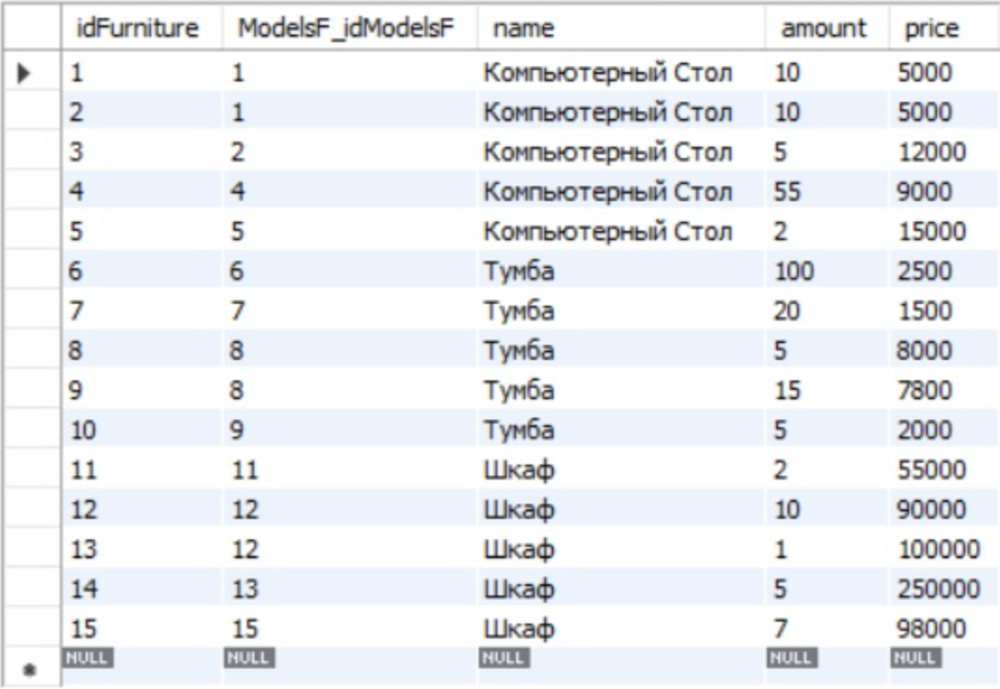 idFurniture ModelsF_idModelsF name amount price
1 1 Компьютерный Стол 10 5000
2 1 Компьютерный Стол 10 5000
3 2 Компьютерный Стол 5 12000
4 4 Компьютерный Стол 55 9000
5 5 Компьютерный Стол 2 15000
6 6 Тумба 100 2500
7 7 Тумба 20 1500
8 8 Тумба 5 8000
9 8 Тумба 15 7800
10 9 Тумба 5 2000
11 11 Шкаф 2 55000
12 12 Шкаф 10 90000
13 12 Шкаф 1 100000
14 13 Шкаф 5 250000
15 15 Шкаф 7 98000
NULL NULL NULL NULL NULL